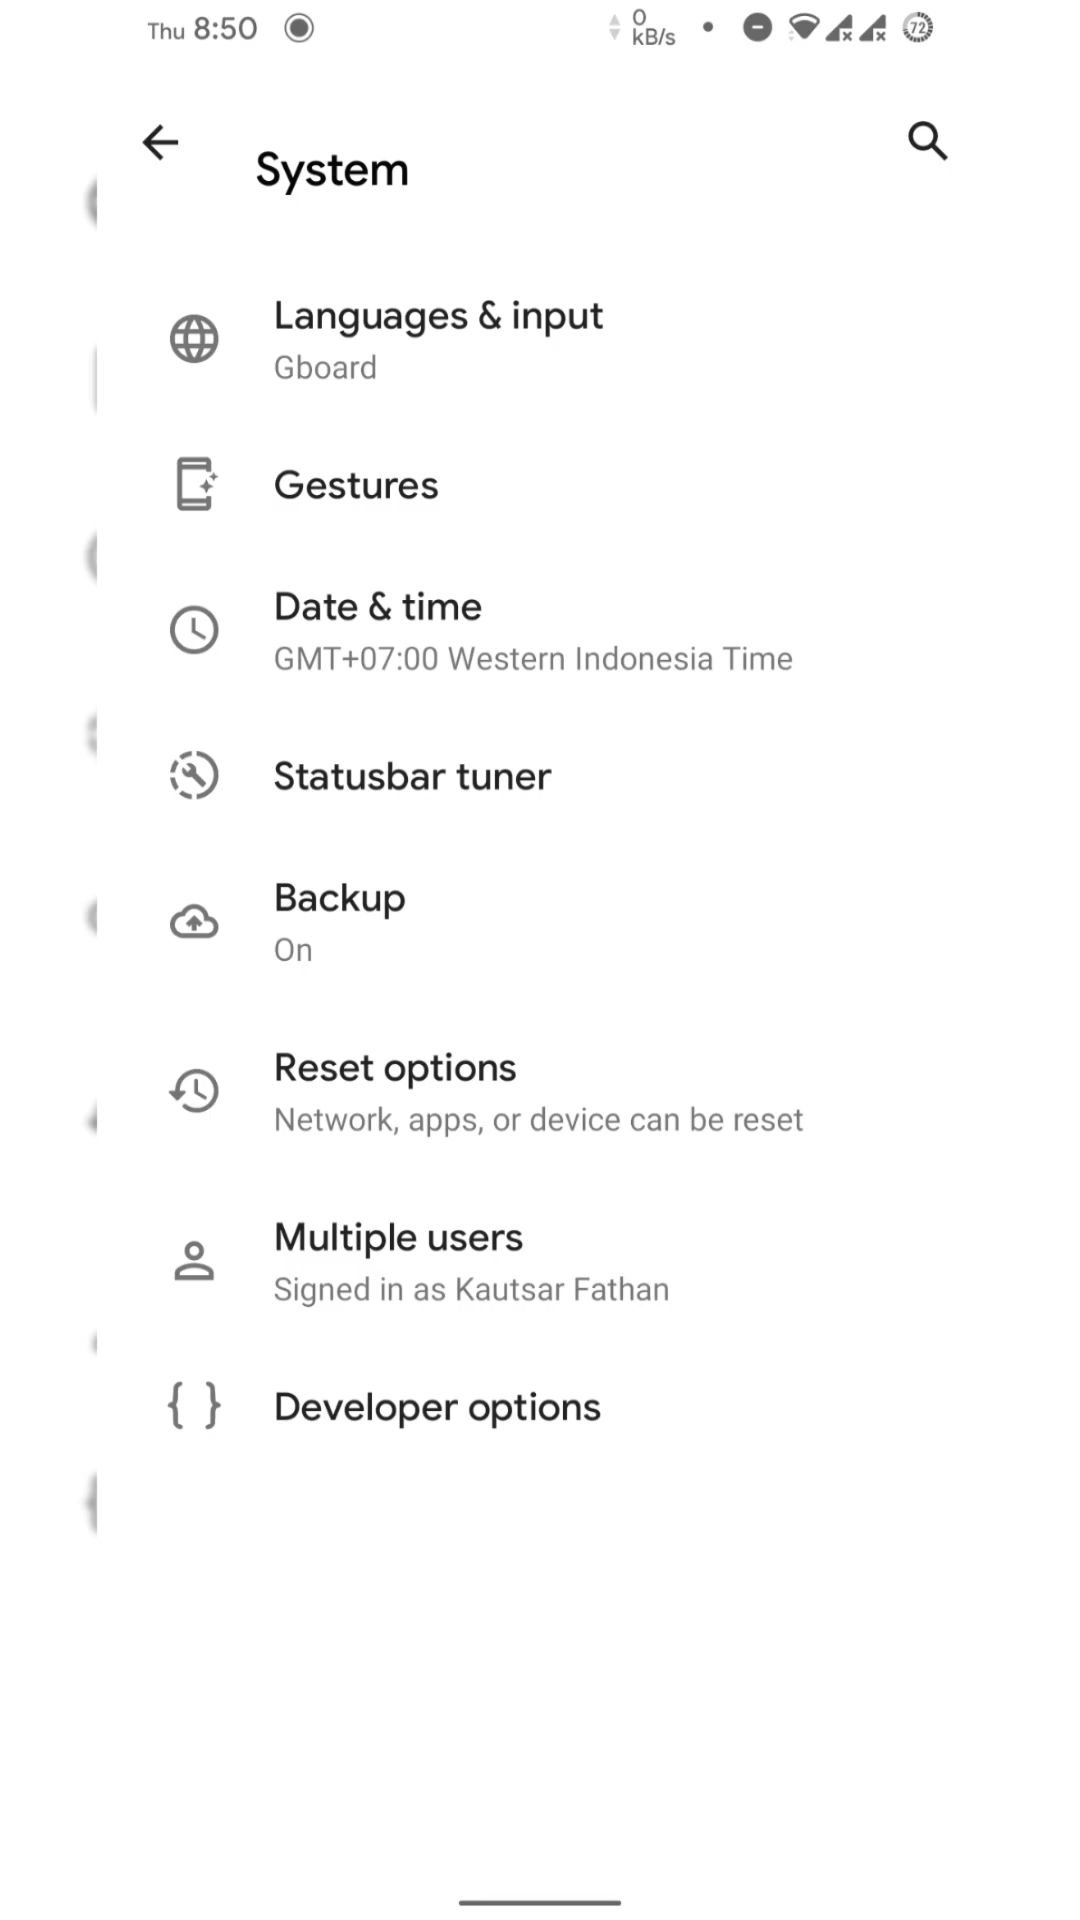 Thu 8:50 0 kB/s 72
System
Languages & input
Gboard
Gestures
Date & time
GMT+07:00 Western Indonesia Time
Statusbar tuner
Backup
On
Reset options
Network, apps, or device can be reset
Multiple users
Signed in as Kautsar Fathan
{ } Developer options